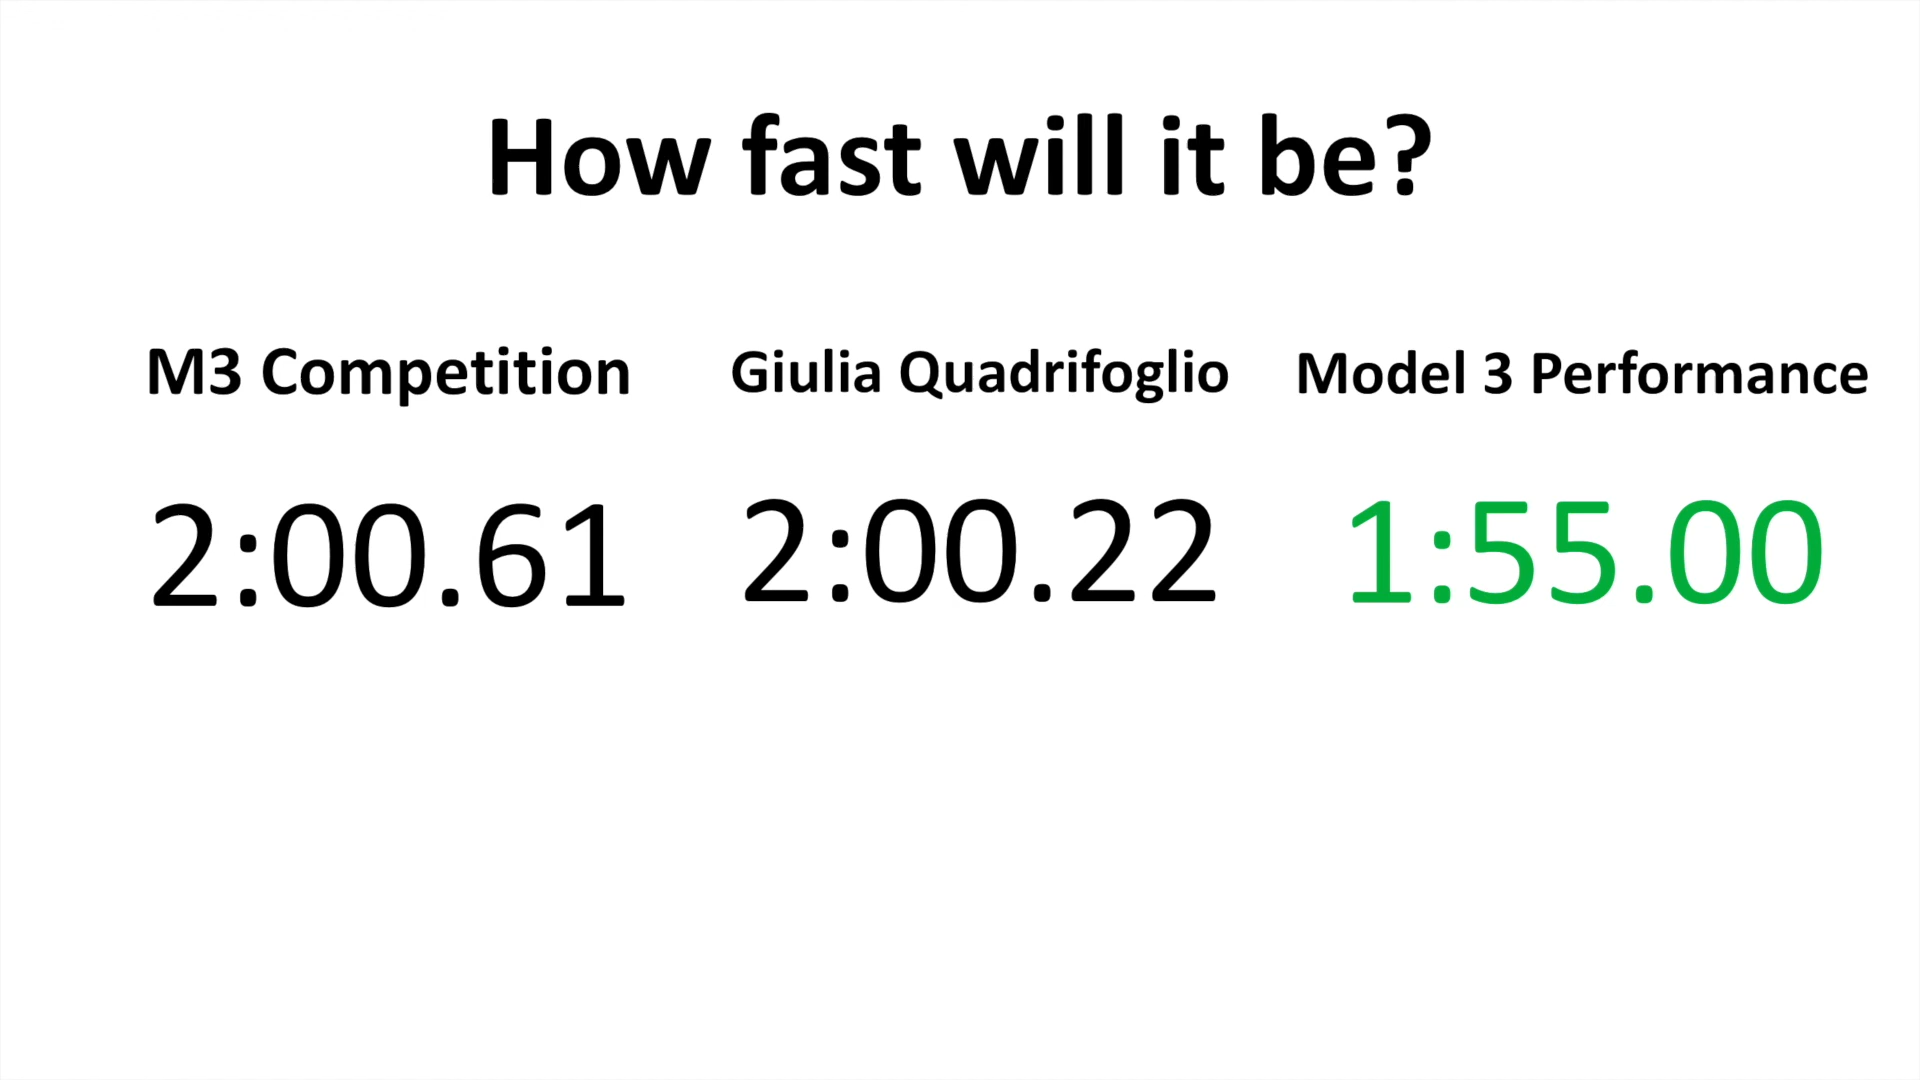 How fast will it be?
M3 Competition Giulia Quadrifoglio Model 3 Performance
2:00.61 2:00.22 1:55.00